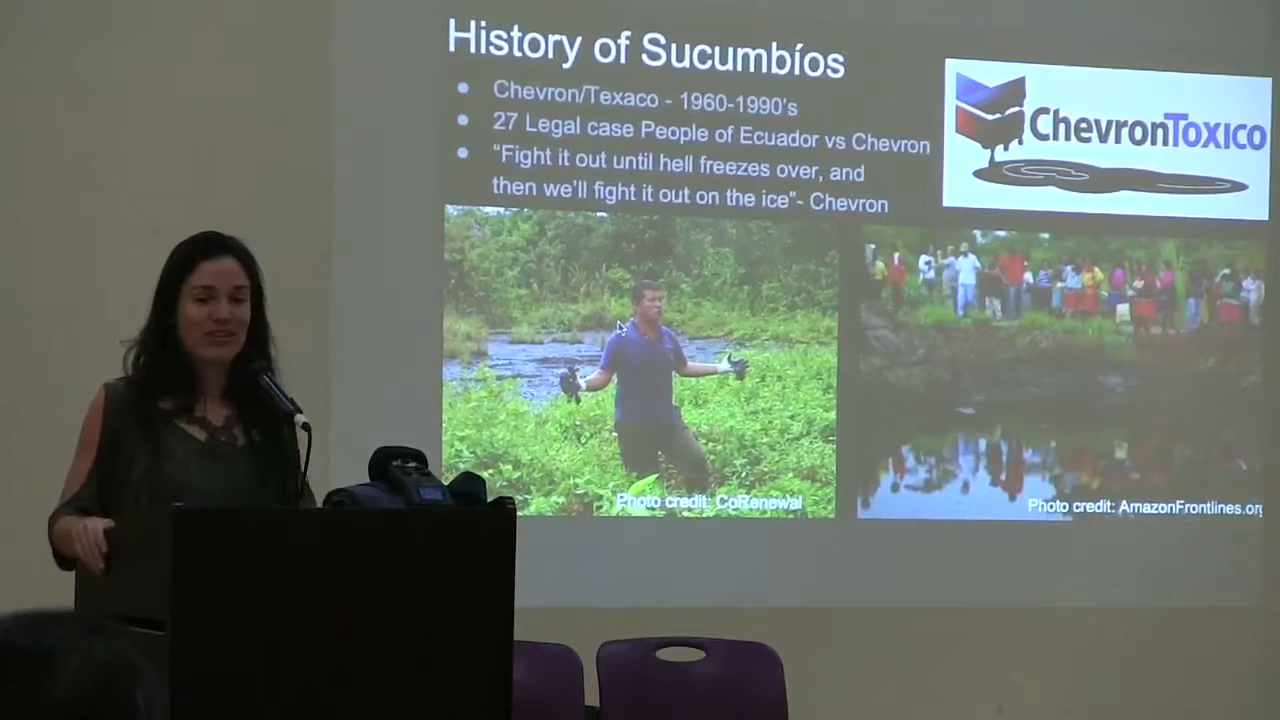 History of Sucumbíos
Chevron/Texaco - 1960-1990's
27 Legal case People of Ecuador vs Chevron
"Fight it out until hell freezes over, and
then we'll fight it out on the ice"- Chevron
ChevronToxico
Photo credit: CoRenewal
Photo credit: AmazonFrontlines.org